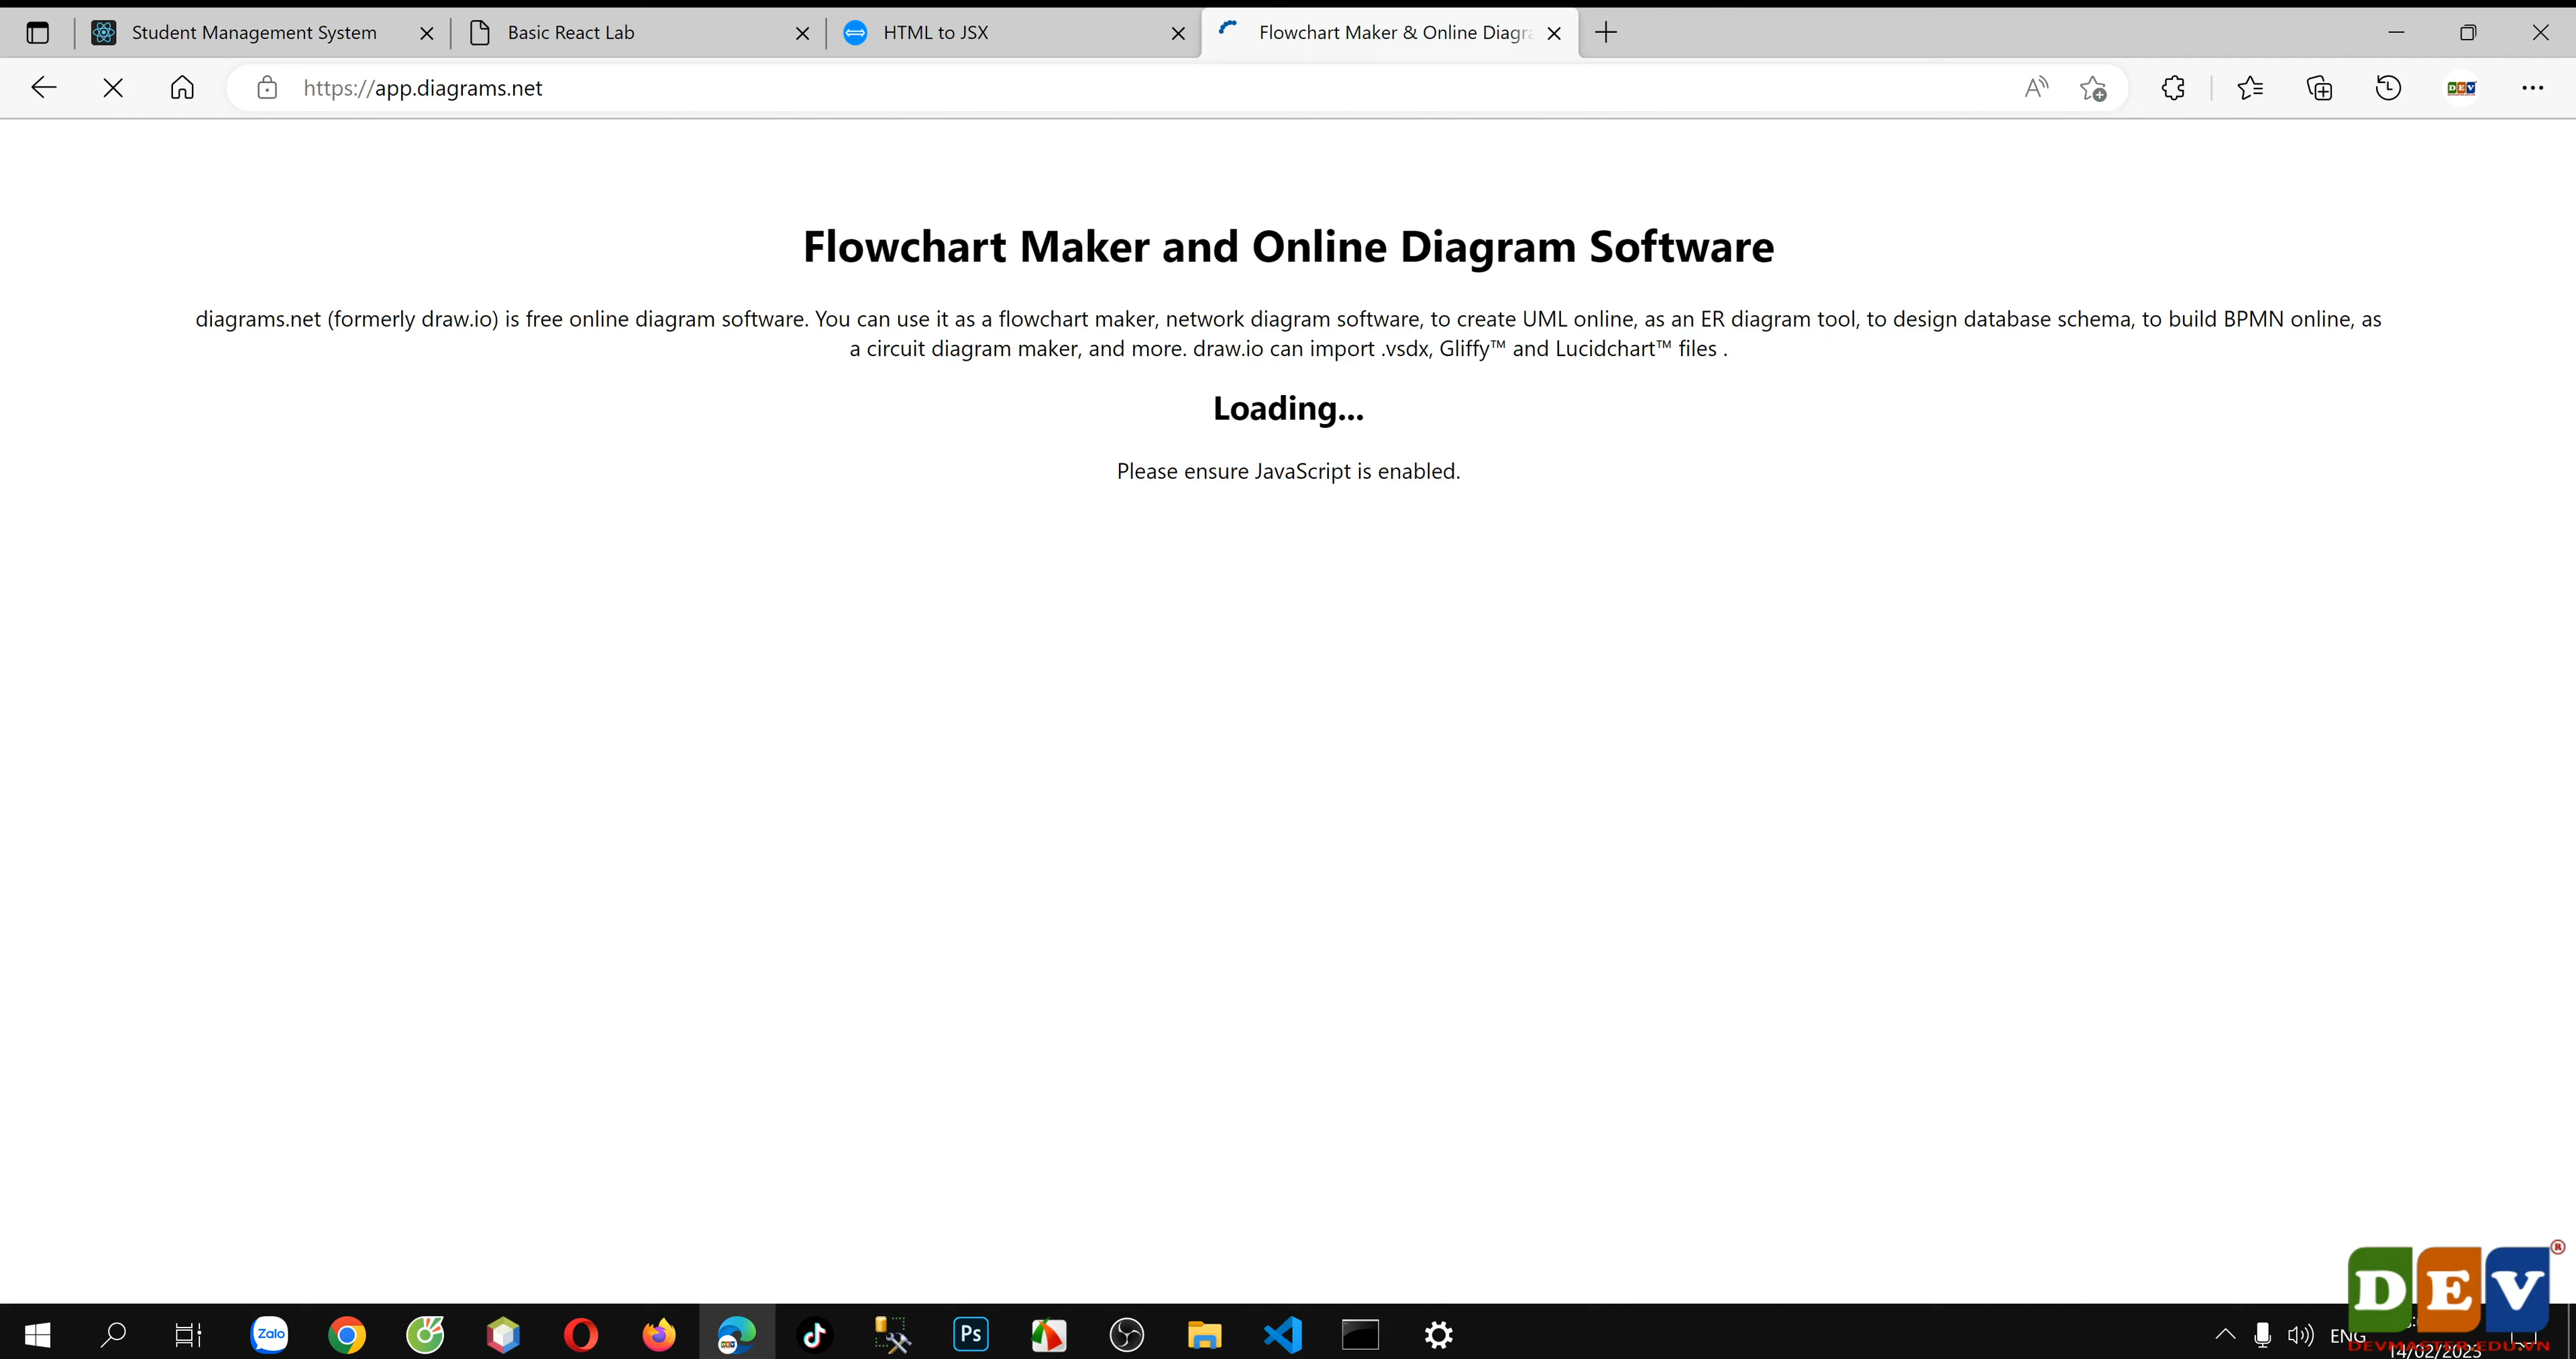 Student Management System
Basic React Lab
HTML to JSX
Flowchart Maker & Online Diagra
https://app.diagrams.net
DEV
Flowchart Maker and Online Diagram Software
diagrams.net (formerly draw.io) is free online diagram software. You can use it as a flowchart maker, network diagram software, to create UML online, as an ER diagram tool, to design database schema, to build BPMN online, as
a circuit diagram maker, and more. draw.io can import .vsdx, Gliffy™ and Lucidchart™ files .
Loading...
Please ensure JavaScript is enabled.
DEV®
Zalo
Ps
ENG
DEVMASTER.EDU.VN
14/02/2023